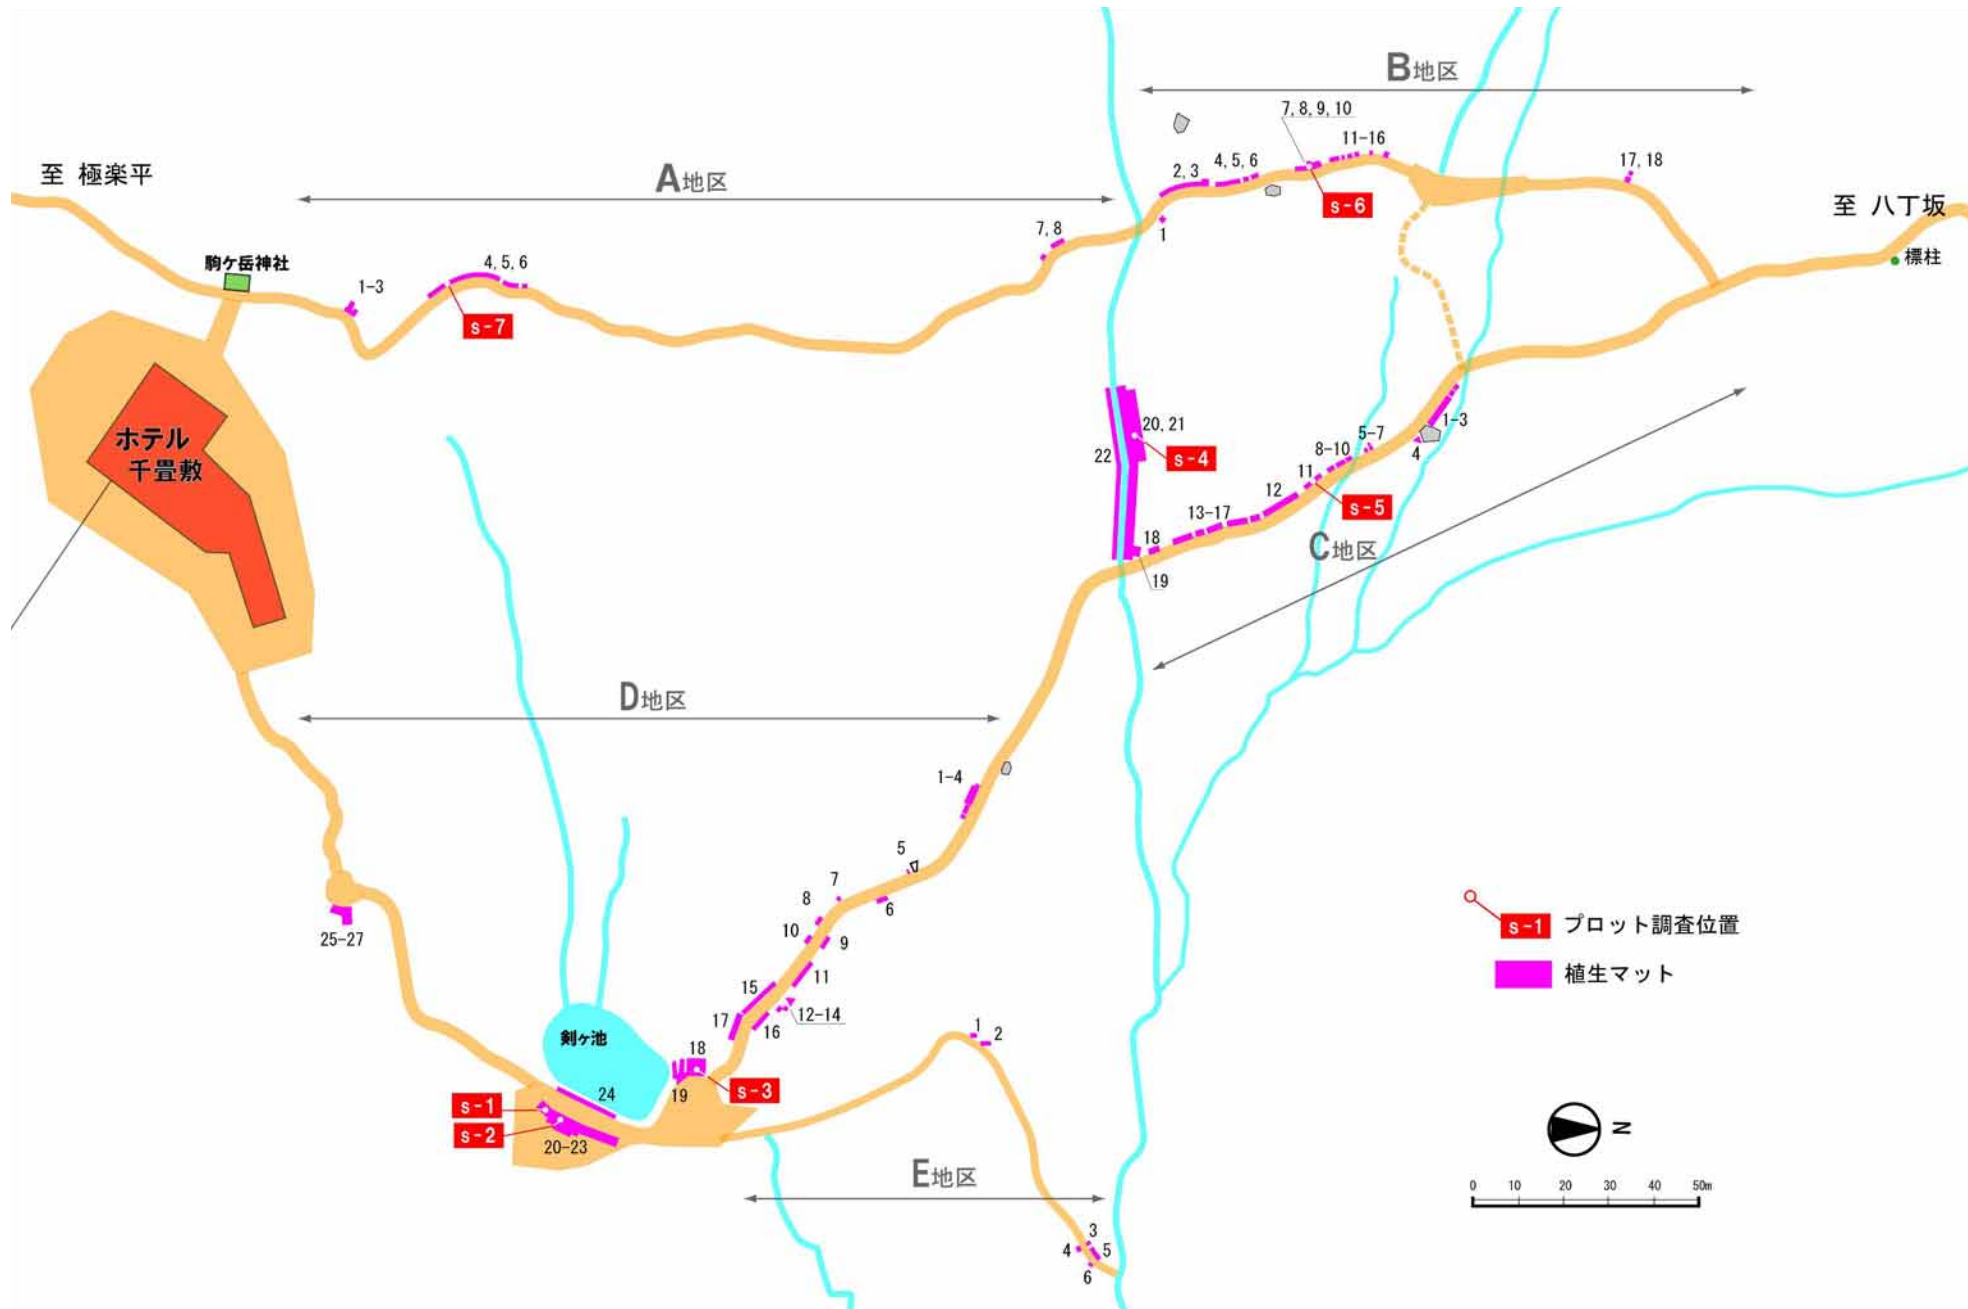 B地区
7, 8, 9, 10
11-16
至 極楽平
A地区
2, 3
4, 5, 6
17, 18
s-6
至 八丁坂
1
7, 8
駒ケ岳神社
4, 5, 6
標柱
1-3
s-7
ホテル
千畳敷
20, 21
22
s-4
1-3
4
5-7
8-10
11
12
s-5
13-17
18
19
C地区
D地区
1-4
5
7
8
6
10
9
25-27
11
15
12-14
17
16
s-1
プロット調査位置
植生マット
剣ヶ池
18
19
s-3
24
s-1
s-2
20-23
1
2
N
E地区
0 10 20 30 40 50m
3
4
5
6